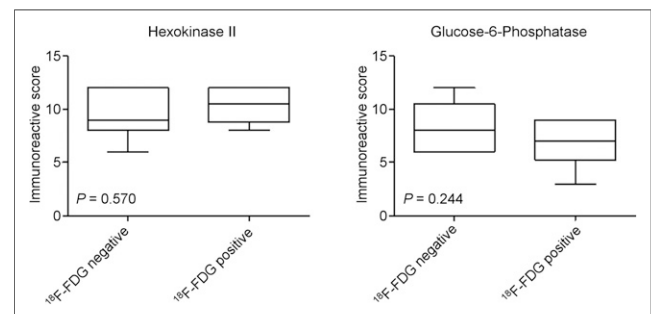 Hexokinase II
Immunoreactive score
15
10
5
0
P = 0.570
¹⁸F-FDG negative
¹⁸F-FDG positive
Glucose-6-Phosphatase
Immunoreactive score
15
10
5
0
P = 0.244
¹⁸F-FDG negative
¹⁸F-FDG positive